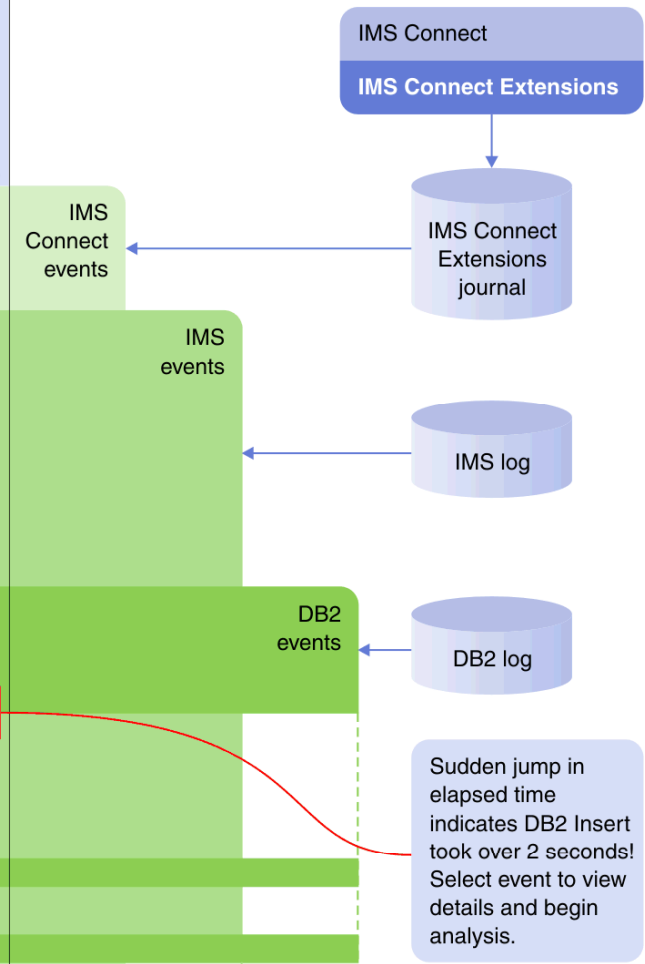 IMS Connect
IMS Connect Extensions
IMS
Connect
events
IMS Connect
Extensions
journal
IMS
events
IMS log
DB2
events
DB2 log
Sudden jump in
elapsed time
indicates DB2 Insert
took over 2 seconds!
Select event to view
details and begin
analysis.